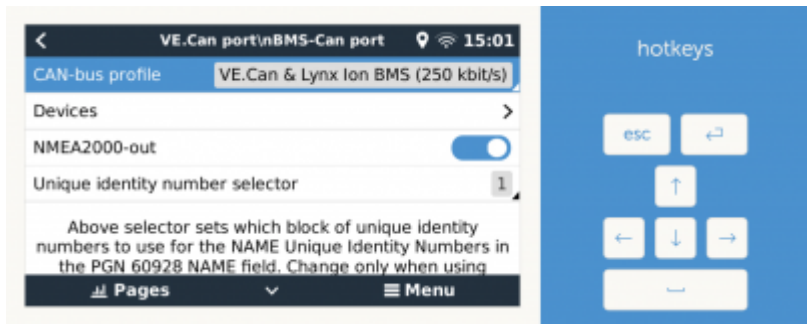 VE.Can port\nBMS-Can port 15:01
CAN-bus profile VE.Can & Lynx Ion BMS (250 kbit/s)
Devices
NMEA2000-out
Unique identity number selector 1
Above selector sets which block of unique identity
numbers to use for the NAME Unique Identity Numbers in
the PGN 60928 NAME field. Change only when using
Pages Menu
hotkeys
esc